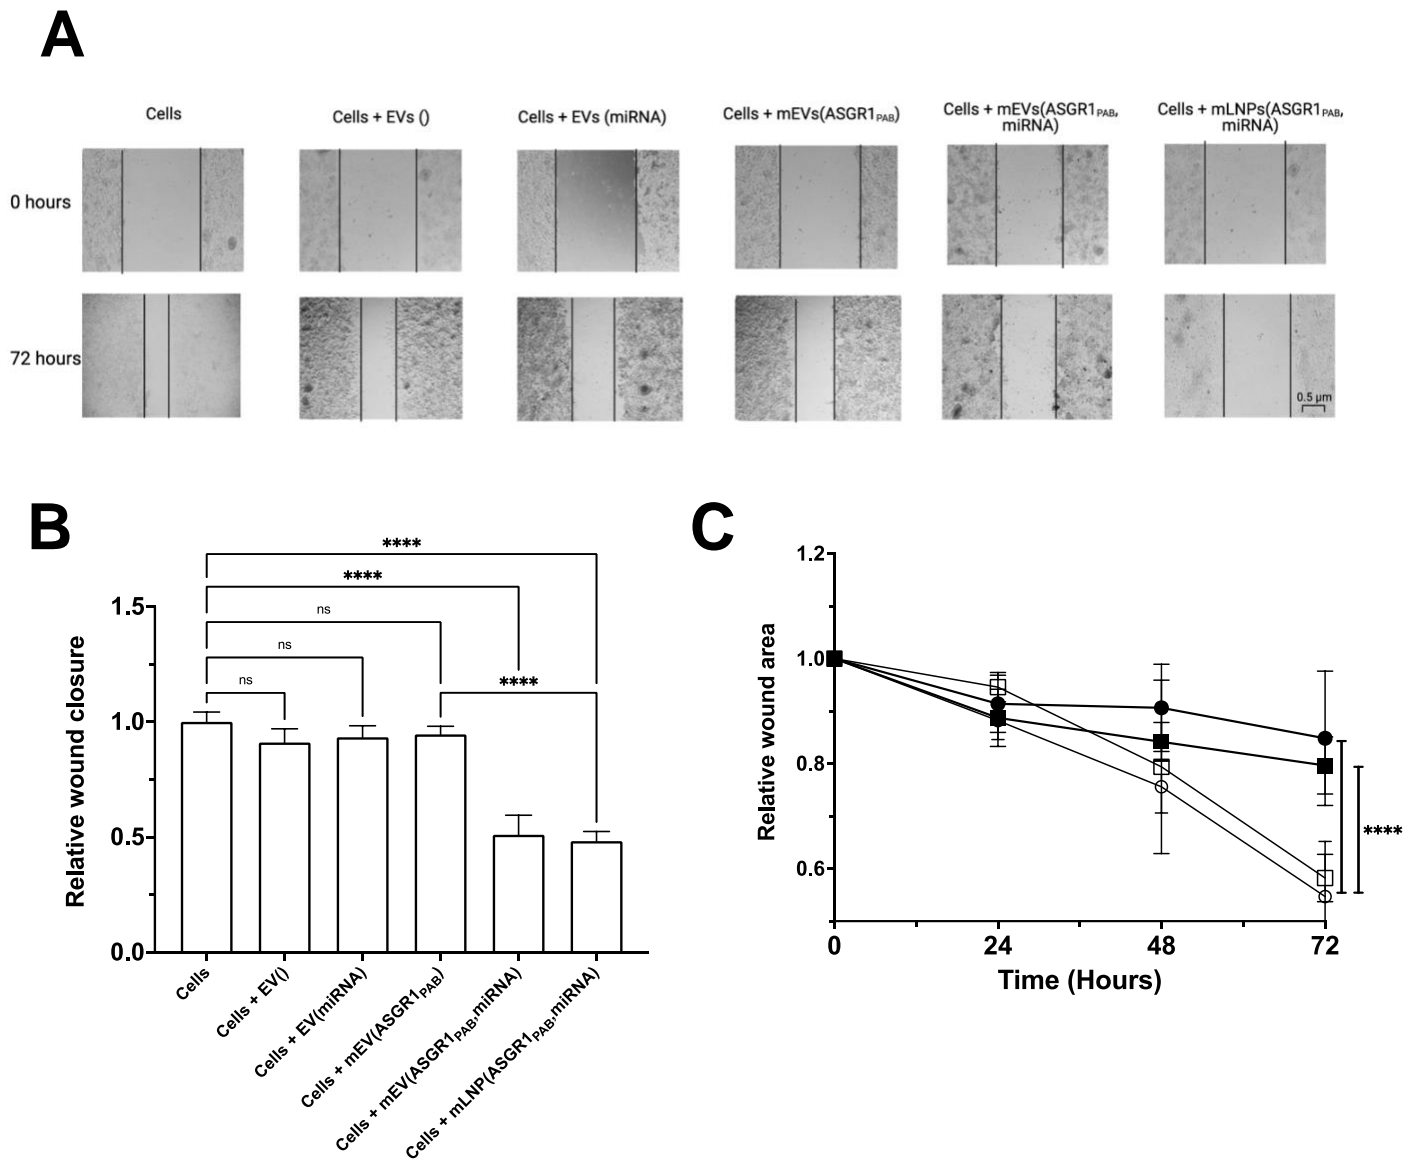 A
Cells
Cells + EVs ()
Cells + EVs (miRNA)
Cells + mEVs(ASGR1PAB)
Cells + mEVs(ASGR1PAB,
miRNA)
Cells + mLNPs(ASGR1PAB,
miRNA)
0 hours
72 hours
0.5 µm
B
****
****
ns
ns
ns
****
Relative wound closure
1.5
1.0
0.5
0.0
Cells
Cells + EV()
Cells + EV(miRNA)
Cells + mEV(ASGR1PAB)
Cells + mEV(ASGR1PAB,miRNA)
Cells + mLNP(ASGR1PAB,miRNA)
C
Relative wound area
1.2
1.0
0.8
0.6
****
0
24
48
72
Time (Hours)